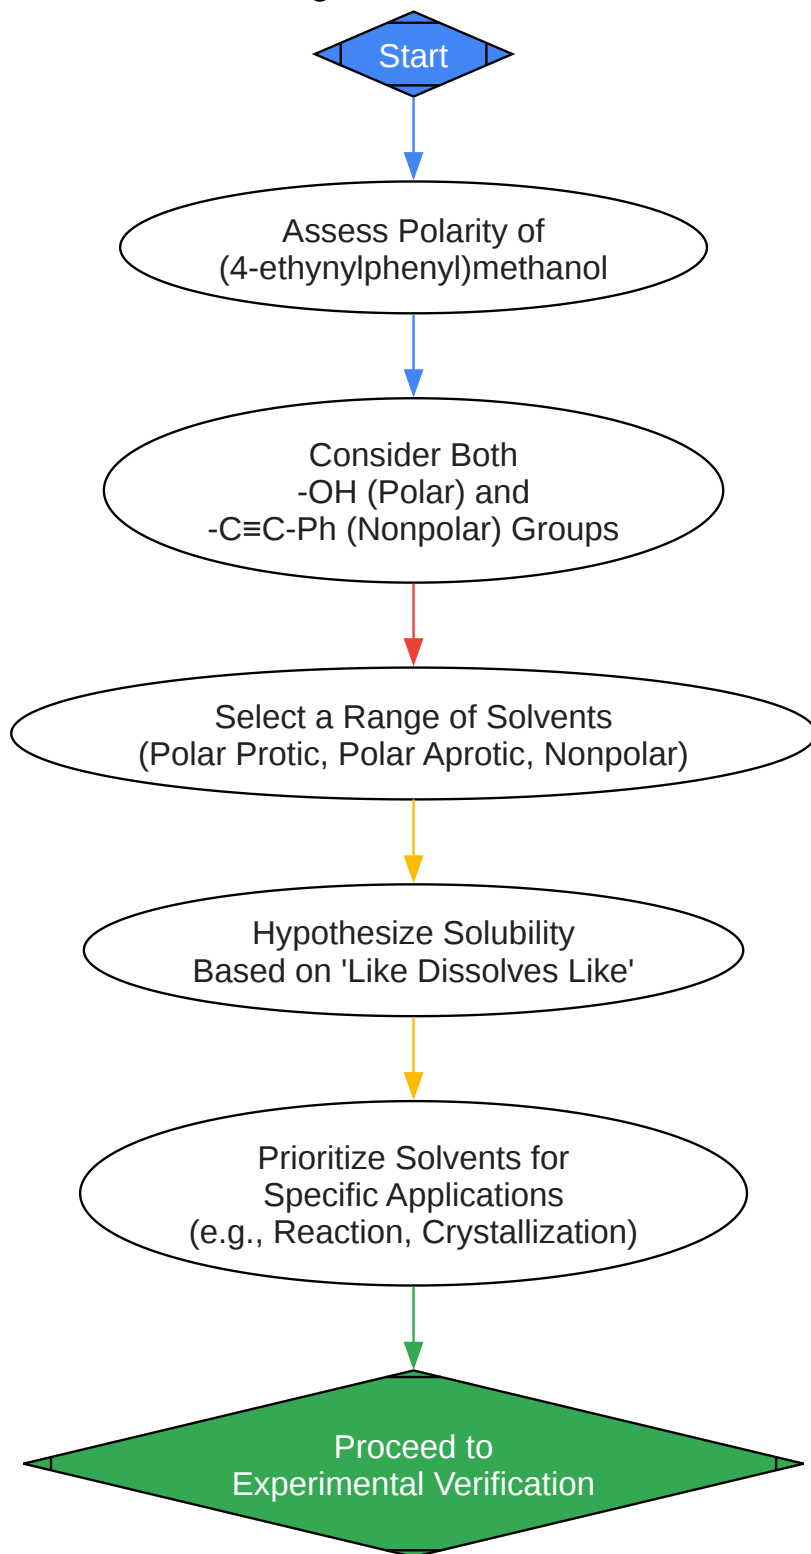 Start
Assess Polarity of
(4-ethynylphenyl)methanol
Consider Both
-OH (Polar) and
-C≡C-Ph (Nonpolar) Groups
Select a Range of Solvents
(Polar Protic, Polar Aprotic, Nonpolar)
Hypothesize Solubility
Based on 'Like Dissolves Like'
Prioritize Solvents for
Specific Applications
(e.g., Reaction, Crystallization)
Proceed to
Experimental Verification